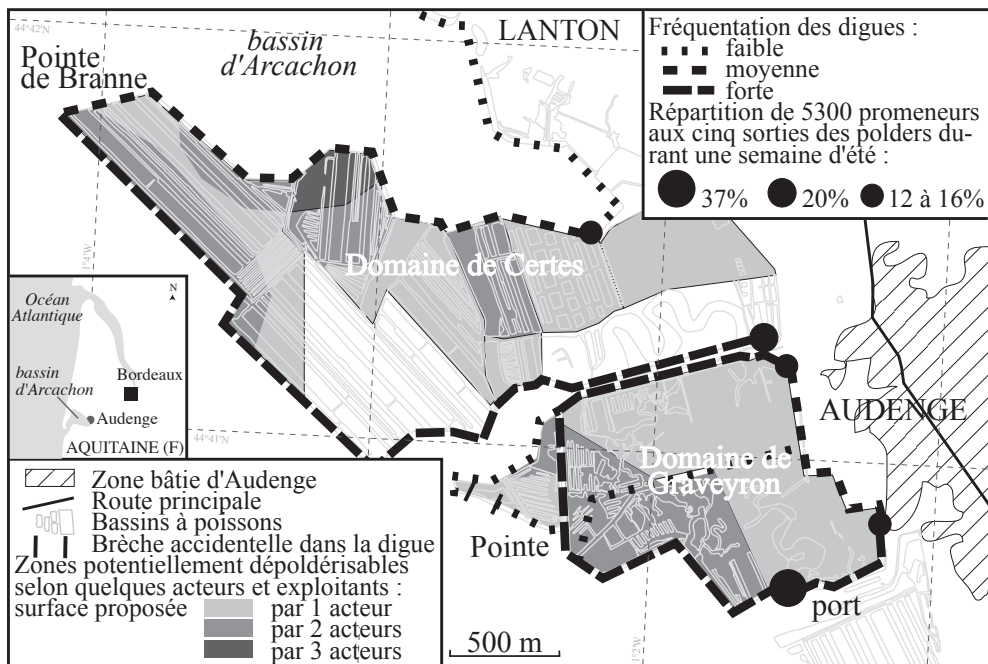 44°42'N
Pointe
de Branne
bassin
d'Arcachon
LANTON
Fréquentation des digues :
faible
moyenne
forte
Répartition de 5300 promeneurs
aux cinq sorties des polders du-
rant une semaine d'été :
37%
20%
12 à 16%
1°4'W
Domaine de Certes
Océan
Atlantique
N
bassin
d'Arcachon
Bordeaux
Audenge
AQUITAINE (F)
44°41'N
AUDENGE
Domaine de
Graveyron
Pointe
port
1°2'W
500 m
Zone bâtie d'Audenge
Route principale
Bassins à poissons
Brèche accidentelle dans la digue
Zones potentiellement dépoldérisables
selon quelques acteurs et exploitants :
surface proposée
par 1 acteur
par 2 acteurs
par 3 acteurs